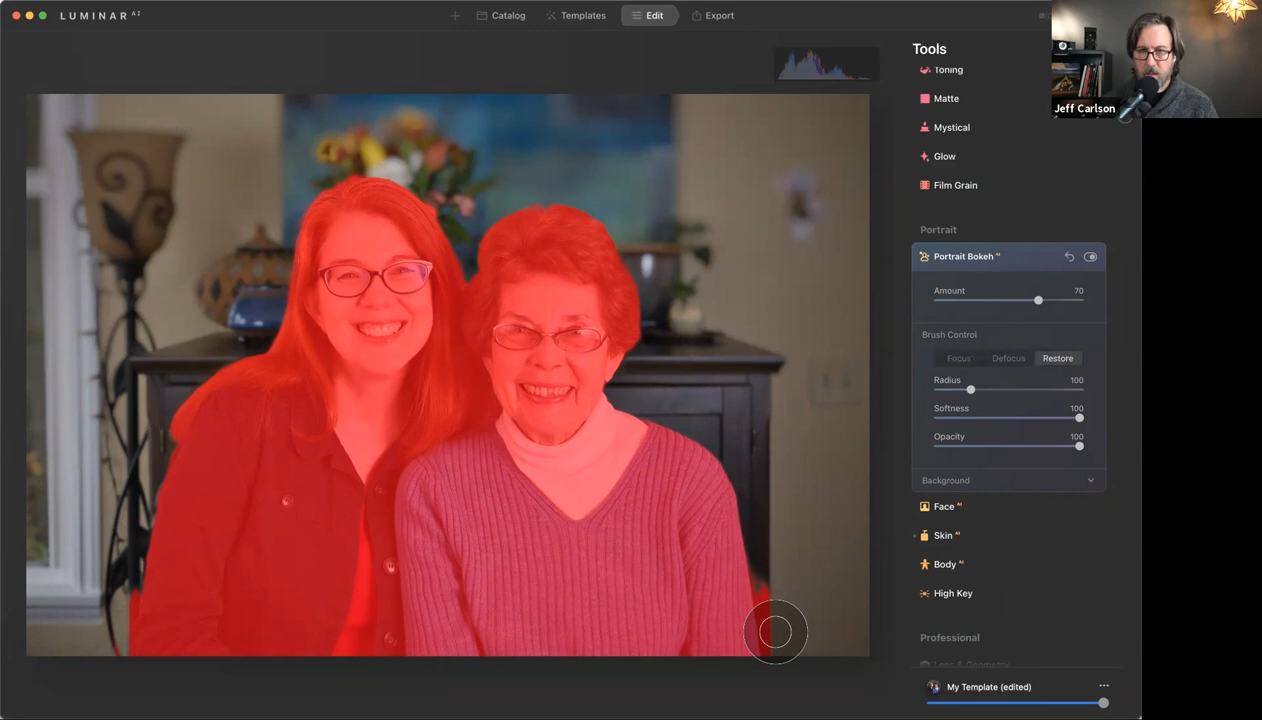 LUMINAR AI
Catalog
Templates
Edit
Export
Jeff Carlson
Tools
Toning
Matte
Mystical
Glow
Film Grain
Portrait
Portrait Bokeh AI
Amount 70
Brush Control
Focus Defocus Restore
Radius 100
Softness 100
Opacity 100
Background
Face AI
Skin AI
Body AI
High Key
Professional
Lens & Geometry
My Template (edited)